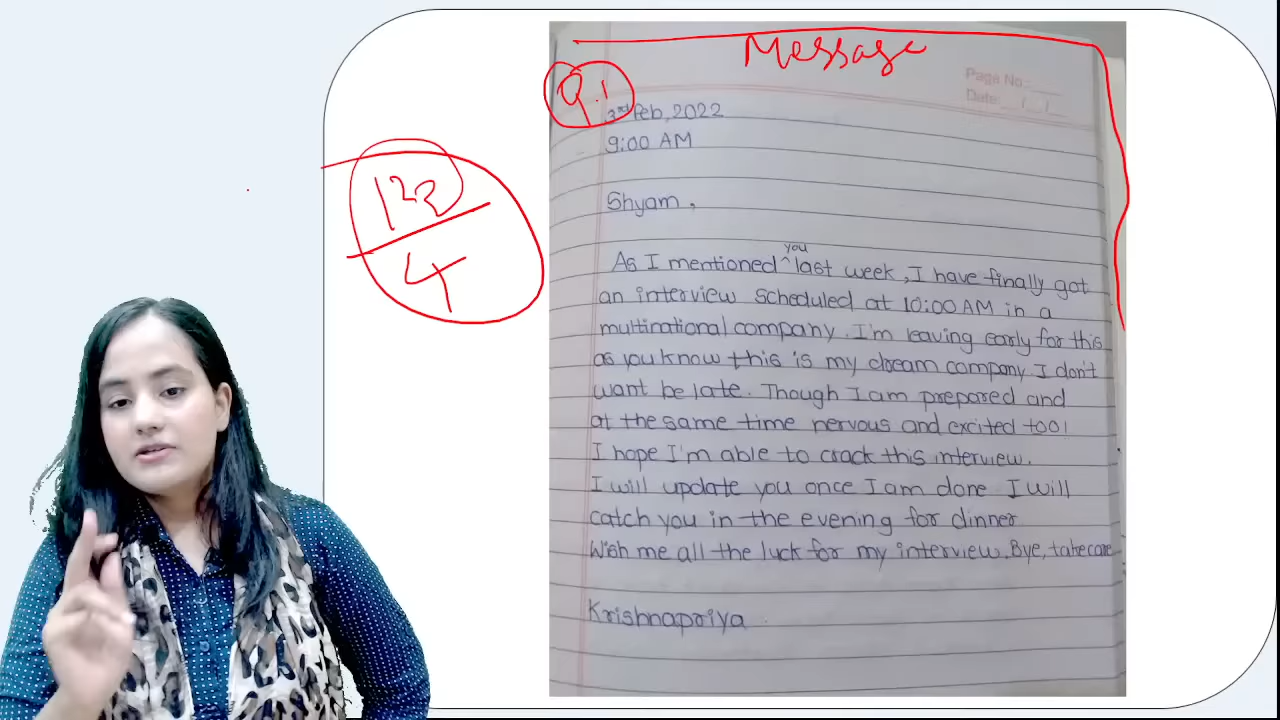 Message
Q.1
Page No:
Date: / /
3rd Feb, 2022
9:00 AM
Shyam,
As I mentioned you last week, I have finally got
an interview scheduled at 10:00 AM in a
multinational company. I'm leaving early for this
as you know this is my dream company I don't
want be late. Though I am prepared and
at the same time nervous and excited too!
I hope I'm able to crack this interview.
I will update you once I am done I will
catch you in the evening for dinner
Wish me all the luck for my interview. Bye, take care
Krishnapriya
4